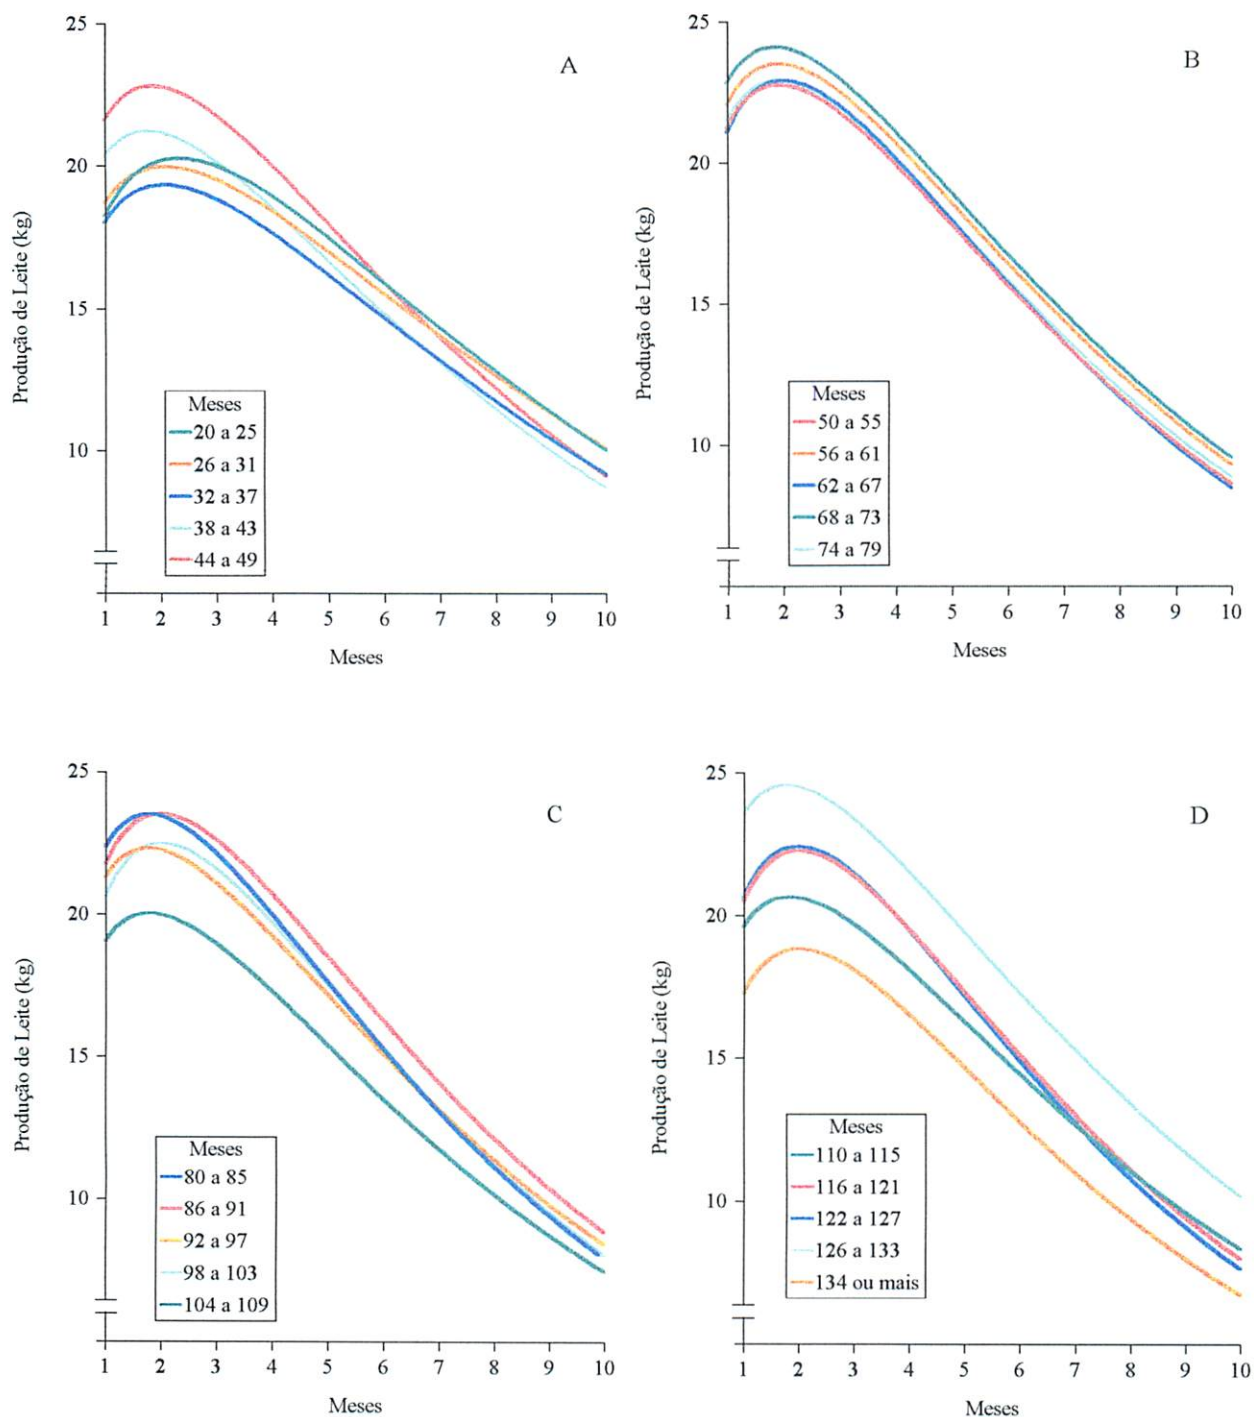 A
25
20
15
10
Produção de Leite (kg)
Meses
20 a 25
26 a 31
32 a 37
38 a 43
44 a 49
1 2 3 4 5 6 7 8 9 10
Meses
B
25
20
15
10
Produção de Leite (kg)
Meses
50 a 55
56 a 61
62 a 67
68 a 73
74 a 79
1 2 3 4 5 6 7 8 9 10
Meses
C
25
20
15
10
Produção de Leite (kg)
Meses
80 a 85
86 a 91
92 a 97
98 a 103
104 a 109
1 2 3 4 5 6 7 8 9 10
Meses
D
25
20
15
10
Produção de Leite (kg)
Meses
110 a 115
116 a 121
122 a 127
126 a 133
134 ou mais
1 2 3 4 5 6 7 8 9 10
Meses